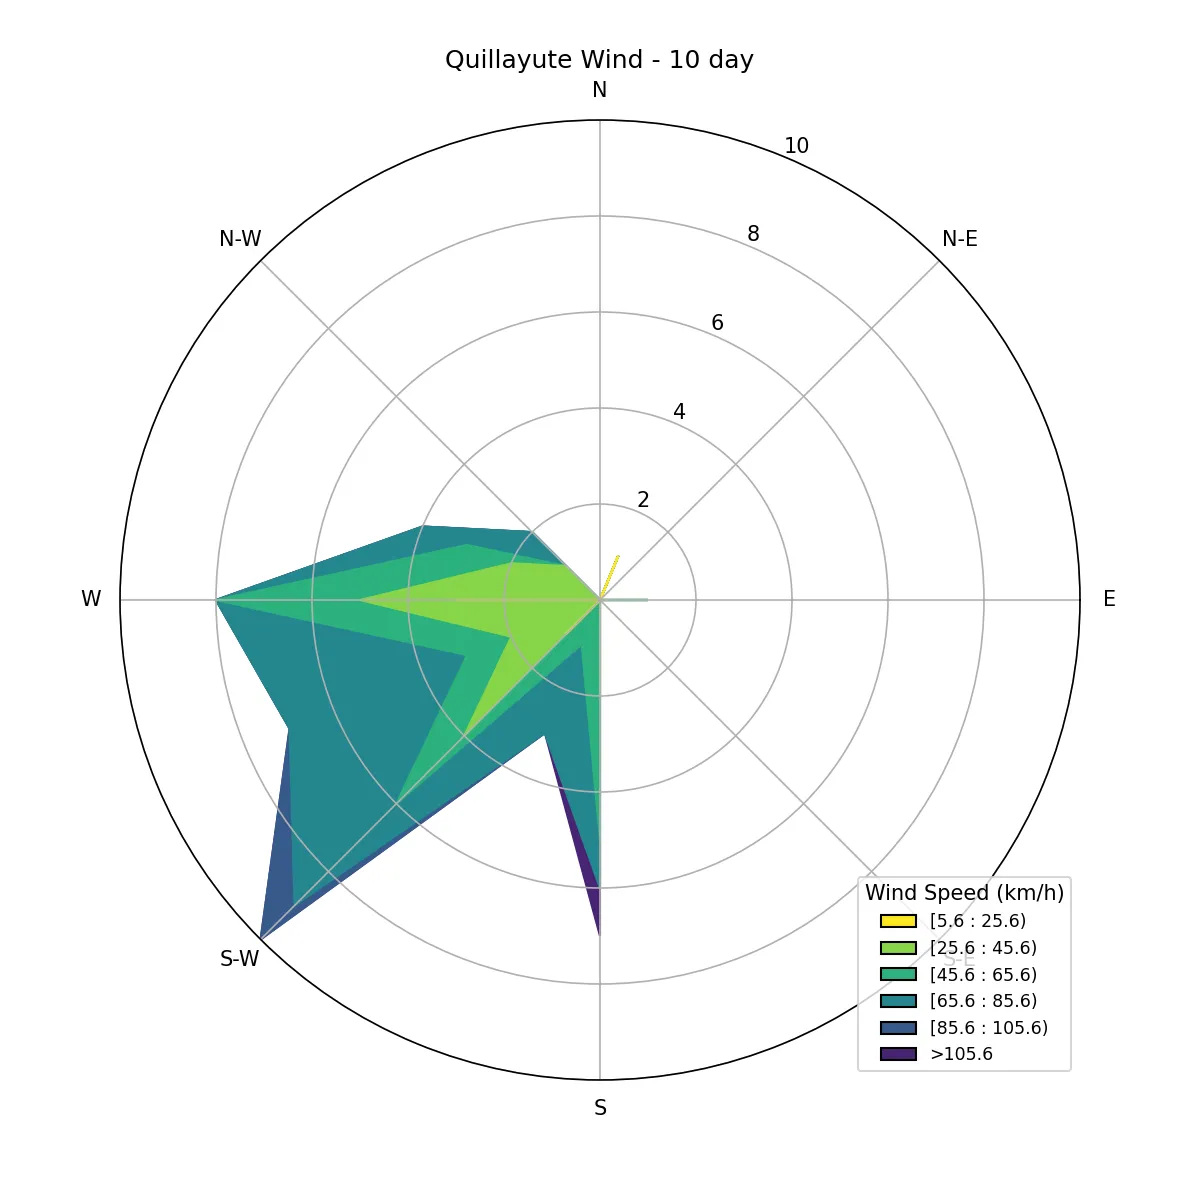 Quillayute Wind - 10 day
N
10
N-W
8
N-E
6
4
2
W
E
S-W
S-E
S
Wind Speed (km/h)
[5.6 : 25.6)
[25.6 : 45.6)
[45.6 : 65.6)
[65.6 : 85.6)
[85.6 : 105.6)
>105.6